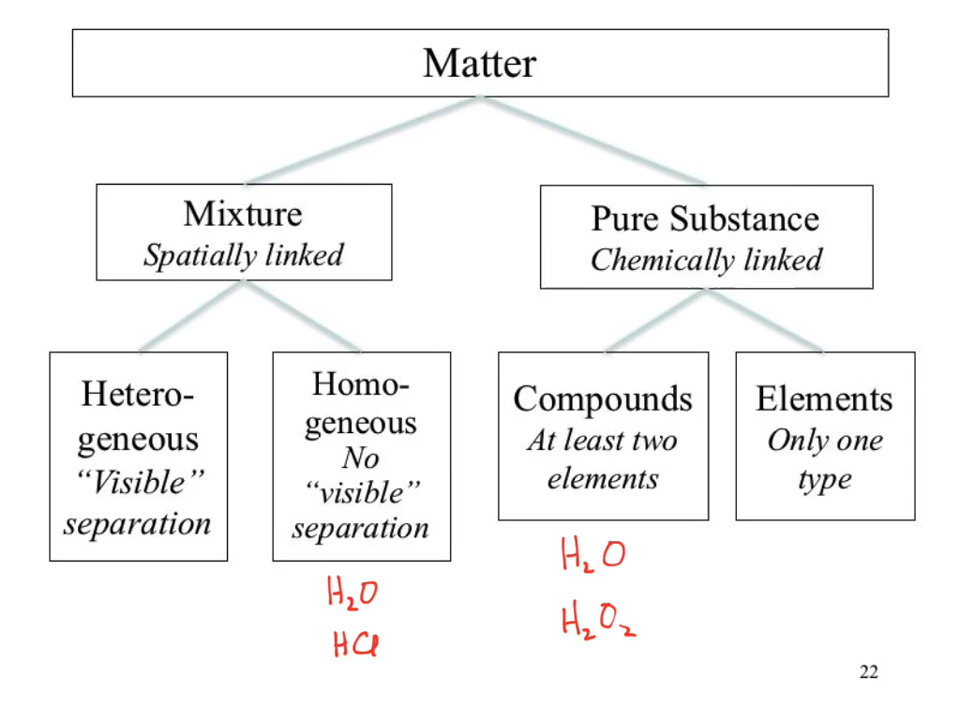 Matter
Mixture
Spatially linked
Pure Substance
Chemically linked
Hetero-
geneous
“Visible”
separation
Homo-
geneous
No
“visible”
separation
Compounds
At least two
elements
Elements
Only one
type
H₂O
HCl
H₂O
H₂O₂
22